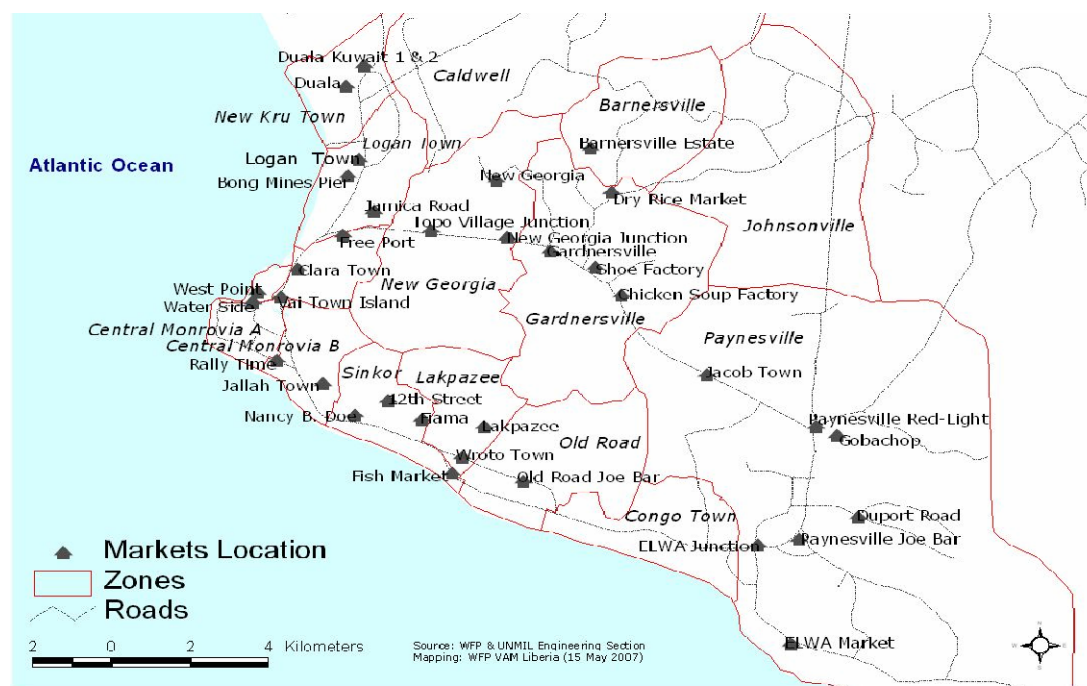 Duala Kuwait 1 & 2
Duala
Caldwell
Barnersville
New Kru Town
Logan Town
Barnersville Estate
Atlantic Ocean
Logan Town
Bong Mines Pier
New Georgia
Dry Rice Market
Jamica Road
Topo Village Junction
Johnsonville
Free Port
New Georgia Junction
Gardnersville
Clara Town
Shoe Factory
New Georgia
West Point
Water Side
Vai Town Island
Chicken Soup Factory
Gardnersville
Central Monrovia A
Central Monrovia B
Paynesville
Rally Time
Sinkor
Lakpazee
Jacob Town
Jallah Town
12th Street
Nancy B. Doe
Fiama
Lakpazee
Paynesville Red-Light
Gobachop
Old Road
Wroto Town
Fish Market
Old Road Joe Bar
Congo Town
Duport Road
ELWA Junction
Paynesville Joe Bar
Markets Location
Zones
Roads
2 0 2 4 Kilometers
Source: WFP & UNMIL Engineering Section
Mapping: WFP VAM Liberia (15 May 2007)
ELWA Market